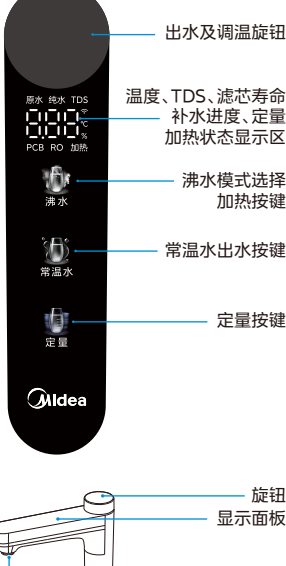 出水及调温旋钮
原水 纯水 TDS
温度、TDS、滤芯寿命
补水进度、定量
加热状态显示区
8.8.8.
℃
%
PCB RO 加热
沸水模式选择
加热按键
沸水
常温水出水按键
常温水
定量按键
定量
Midea
旋钮
显示面板